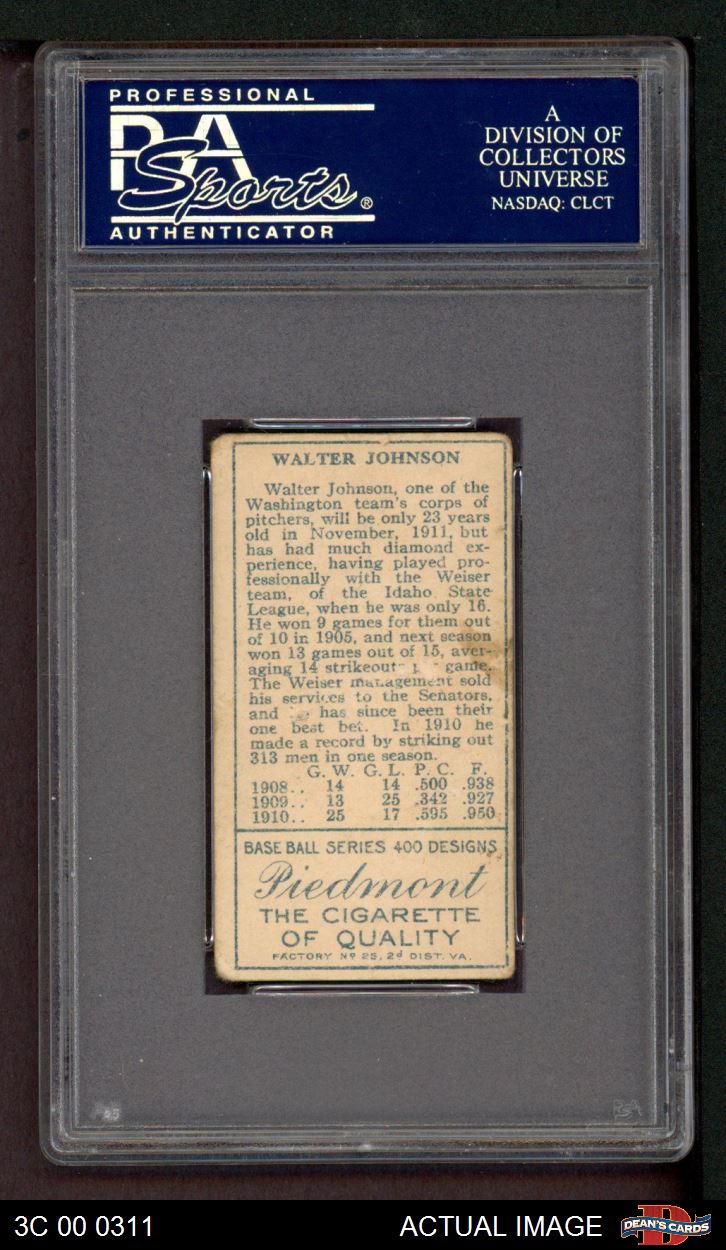 PROFESSIONAL
PSA
Sports®
AUTHENTICATOR
A
DIVISION OF
COLLECTORS
UNIVERSE
NASDAQ: CLCT
WALTER JOHNSON
Walter Johnson, one of the
Washington team's corps of
pitchers, will be only 23 years
old in November, 1911, but
has had much diamond ex-
perience, having played pro-
fessionally with the Weiser
team, of the Idaho State
League, when he was only 16.
He won 9 games for them out
of 10 in 1905, and next season
won 13 games out of 15, aver-
aging 14 strikeouts game.
The Weiser management sold
his services to the Senators,
and has since been their
one best bet. In 1910 he
made a record by striking out
313 men in one season.
G. W. G. L. P. C. F.
1908.. 14 14 .500 .938
1909.. 13 25 .342 .927
1910.. 25 17 .595 .950
BASE BALL SERIES 400 DESIGNS
Piedmont
THE CIGARETTE
OF QUALITY
FACTORY Nº 25, 2d DIST. VA.
PSA
3C 00 0311
ACTUAL IMAGE
DEAN'S CARDS